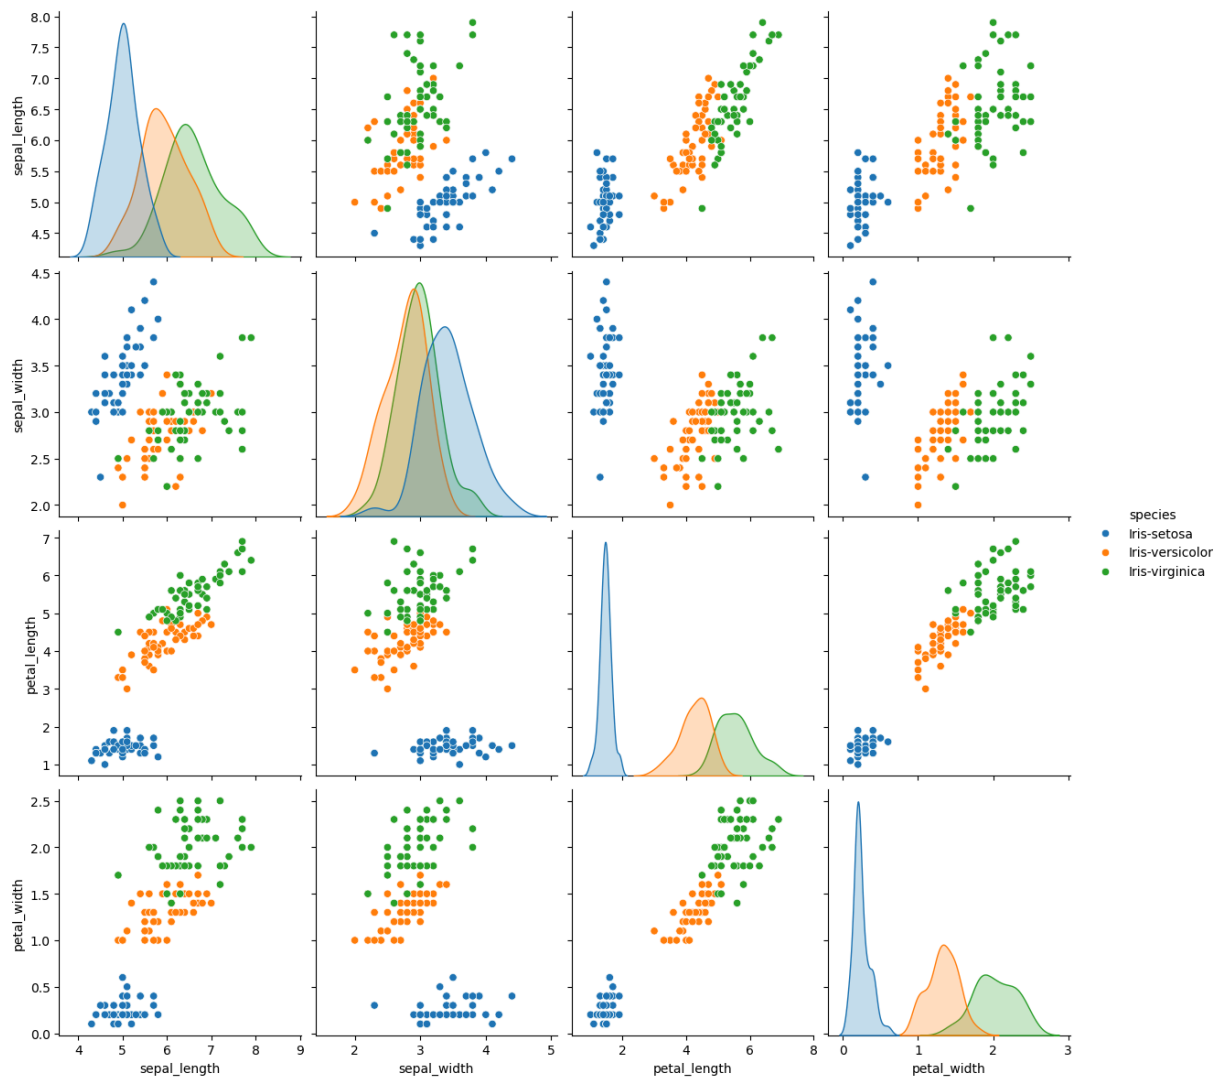 8.0
7.5
7.0
6.5
6.0
5.5
5.0
4.5
sepal_length
4.5
4.0
3.5
3.0
2.5
2.0
sepal_width
7
6
5
4
3
2
1
petal_length
2.5
2.0
1.5
1.0
0.5
0.0
petal_width
4 5 6 7 8 9
sepal_length
2 3 4 5
sepal_width
2 4 6 8
petal_length
0 1 2 3
petal_width
species
Iris-setosa
Iris-versicolor
Iris-virginica